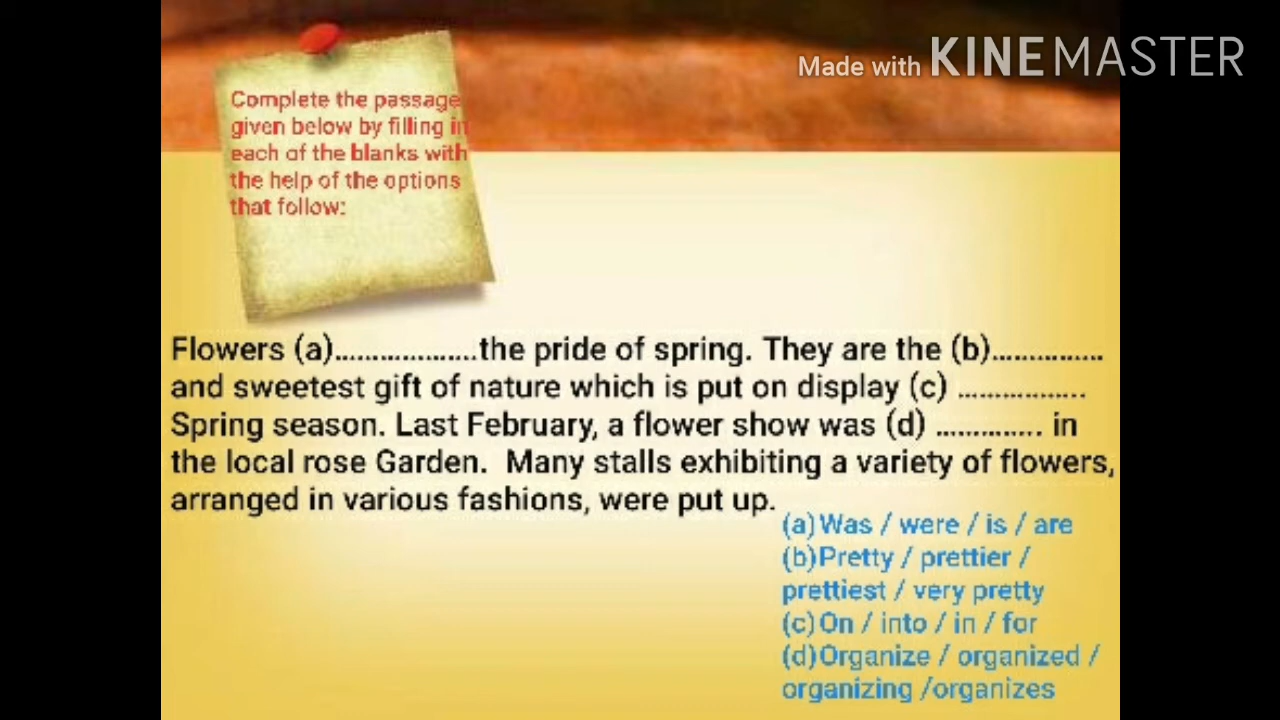 Made with KINEMASTER
Complete the passage
given below by filling in
each of the blanks with
the help of the options
that follow:
Flowers (a)...................the pride of spring. They are the (b)...............
and sweetest gift of nature which is put on display (c) .................
Spring season. Last February, a flower show was (d) .............. in
the local rose Garden. Many stalls exhibiting a variety of flowers,
arranged in various fashions, were put up.
(a)Was / were / is / are
(b)Pretty / prettier /
prettiest / very pretty
(c)On / into / in / for
(d)Organize / organized /
organizing /organizes